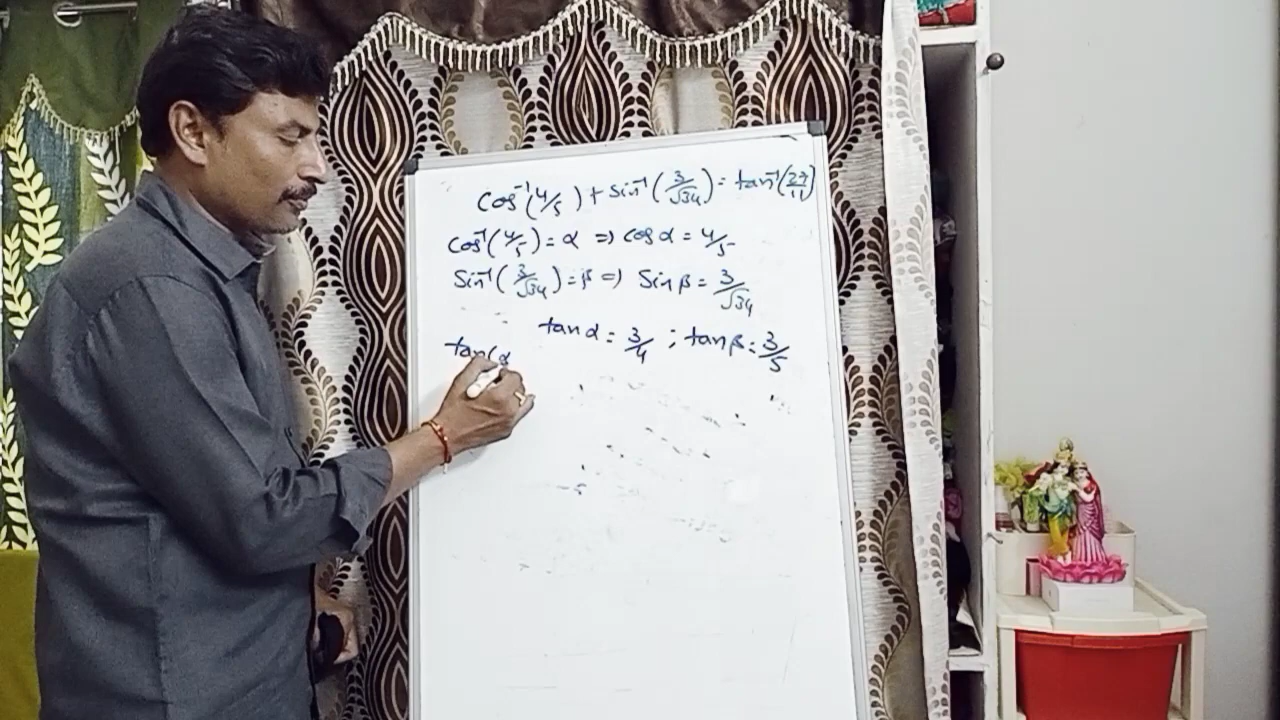 cos⁻¹(4/5) + sin⁻¹(3/√34) = tan⁻¹(27/11)
cos⁻¹(4/5) = α ⇒ cos α = 4/5
sin⁻¹(3/√34) = β ⇒ sin β = 3/√34
tan α = 3/4 ; tan β = 3/5
tan(α